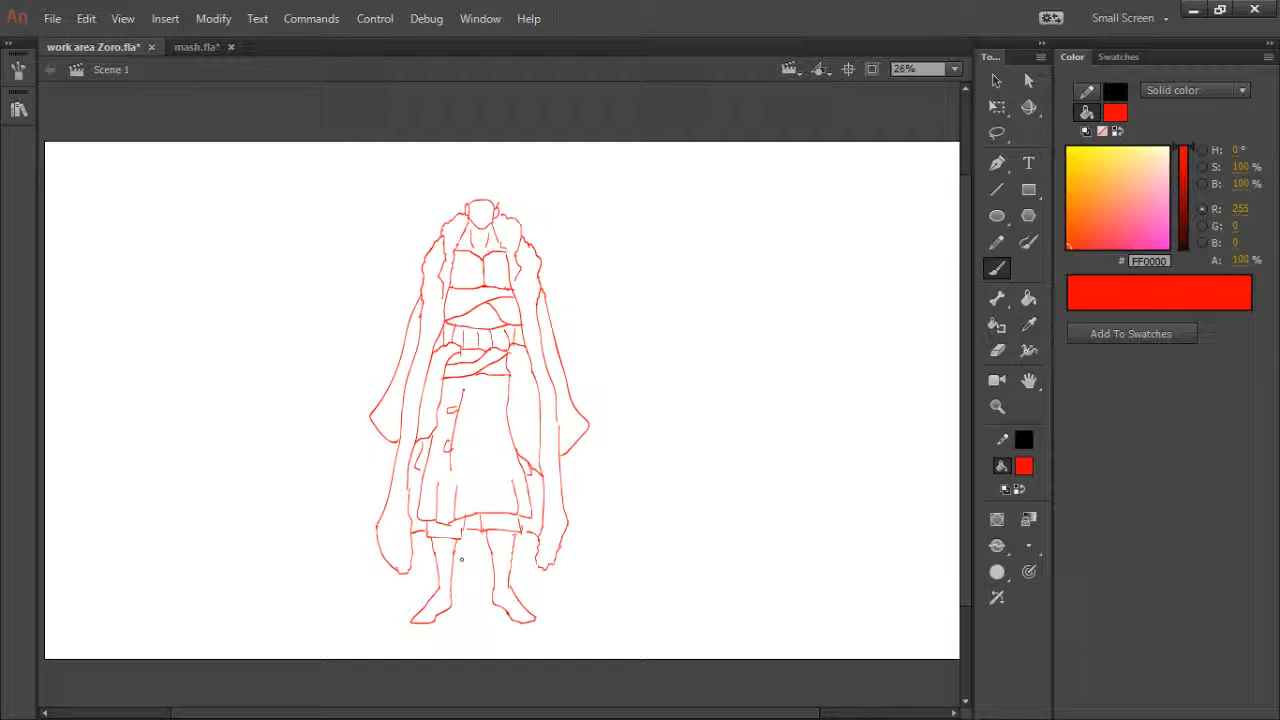 An File Edit View Insert Modify Text Commands Control Debug Window Help Small Screen
work area Zoro.fla* × mash.fla* ×
Scene 1 26%
To...
Color Swatches
Solid color
H: 0 °
S: 100 %
B: 100 %
R: 255
G: 0
B: 0
# FF0000 A: 100 %
Add To Swatches
T